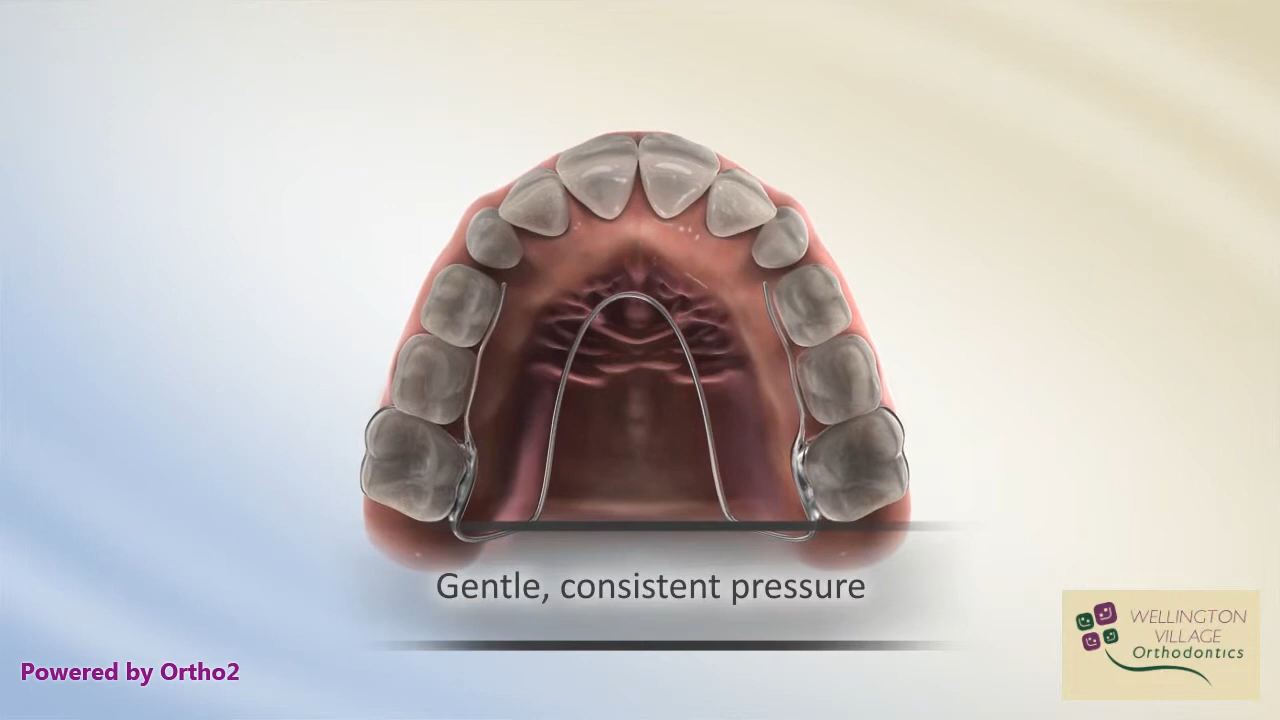 Gentle, consistent pressure
WELLINGTON
VILLAGE
Orthodontics
Powered by Ortho2